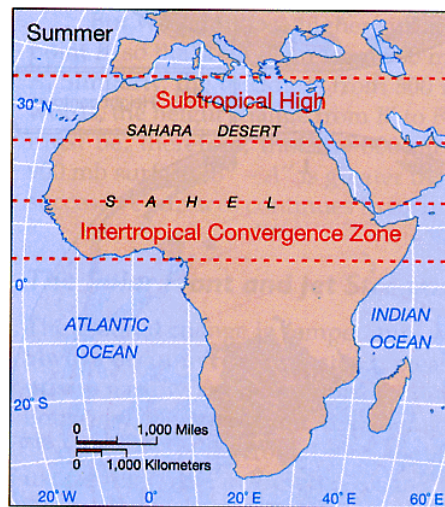 Summer
30°N
Subtropical High
SAHARA DESERT
SAHEL
Intertropical Convergence Zone
0°
ATLANTIC
OCEAN
INDIAN
OCEAN
20°S
0 1,000 Miles
0 1,000 Kilometers
20°W 0° 20°E 40°E 60°E